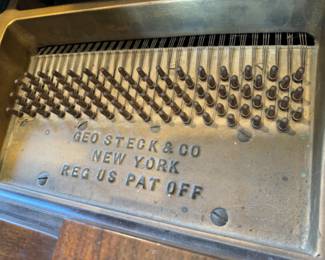 GEO STECK & CO
NEW YORK
REG US PAT OFF